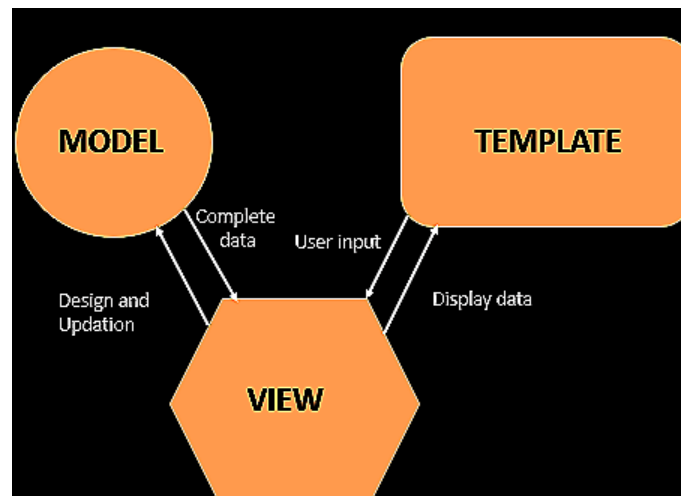 MODEL
TEMPLATE
Complete
data
User input
Design and
Updation
Display data
VIEW